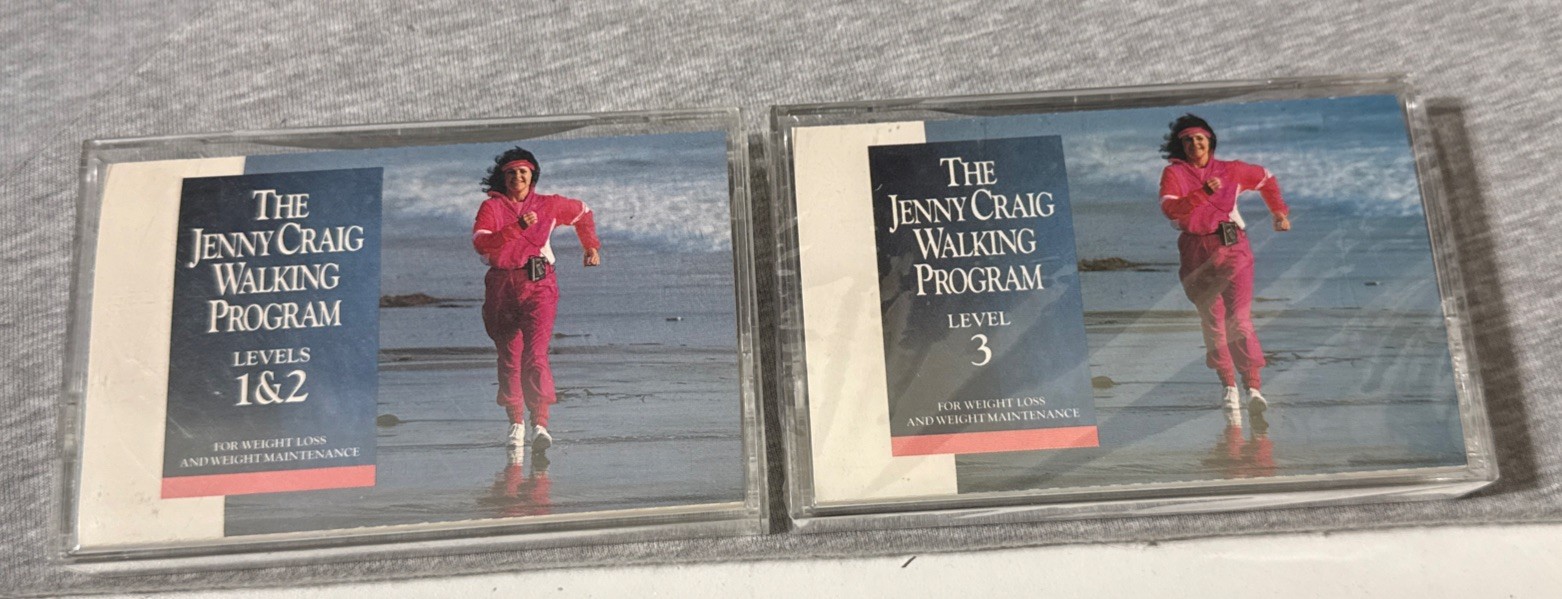 THE
JENNY CRAIG
WALKING
PROGRAM
LEVELS
1&2
FOR WEIGHT LOSS
AND WEIGHT MAINTENANCE
THE
JENNY CRAIG
WALKING
PROGRAM
LEVEL
3
FOR WEIGHT LOSS
AND WEIGHT MAINTENANCE